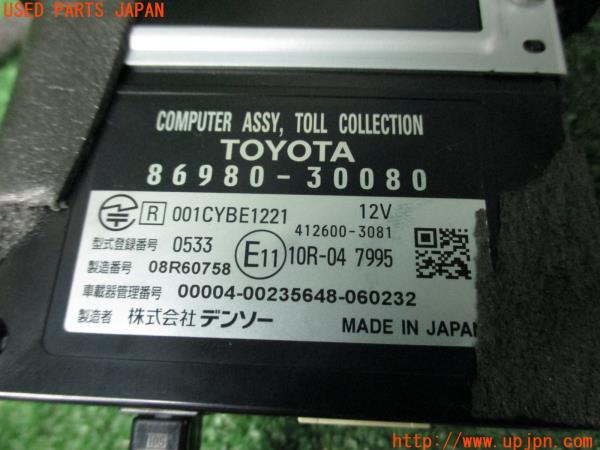 USED PARTS JAPAN
COMPUTER ASSY, TOLL COLLECTION
TOYOTA
86980-30080
R 001CYBE1221 12V
412600-3081
型式登録番号 0533 E11 10R-04 7995
製造番号 08R60758
車載器管理番号 00004-00235648-060232
製造者 株式会社デンソー MADE IN JAPAN
http://www.upjpn.com/